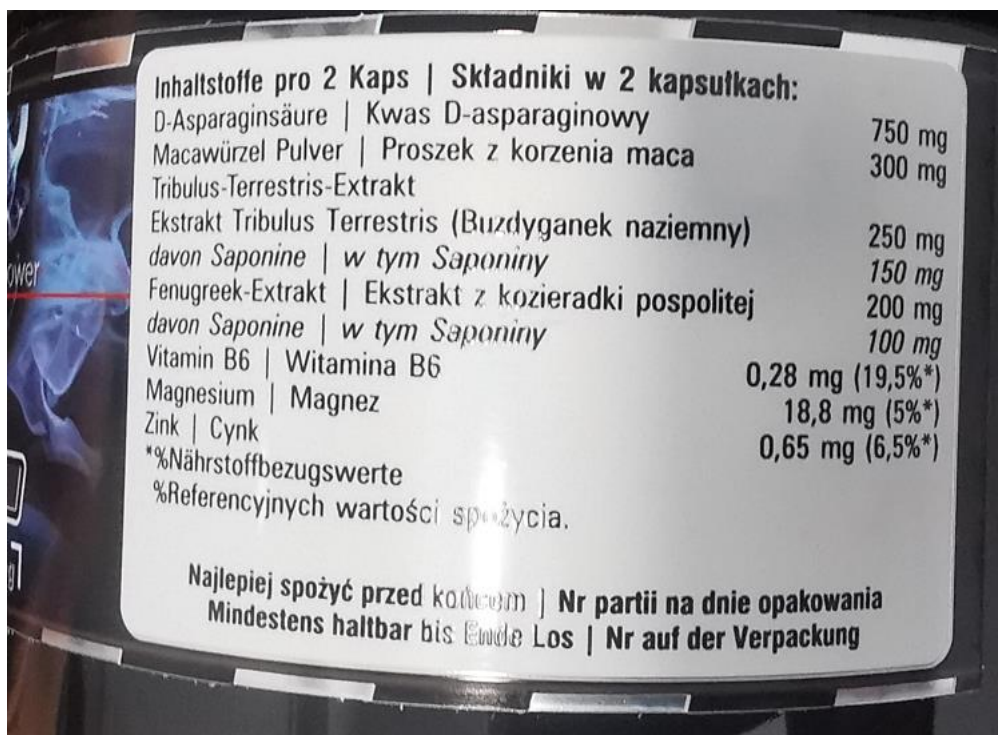 Inhaltstoffe pro 2 Kaps | Składniki w 2 kapsułkach:
D-Asparaginsäure | Kwas D-asparaginowy 750 mg
Macawürzel Pulver | Proszek z korzenia maca 300 mg
Tribulus-Terrestris-Extrakt
Ekstrakt Tribulus Terrestris (Buzdyganek naziemny) 250 mg
davon Saponine | w tym Saponiny 150 mg
Fenugreek-Extrakt | Ekstrakt z kozieradki pospolitej 200 mg
davon Saponine | w tym Saponiny 100 mg
Vitamin B6 | Witamina B6 0,28 mg (19,5%*)
Magnesium | Magnez 18,8 mg (5%*)
Zink | Cynk 0,65 mg (6,5%*)
*%Nährstoffbezugswerte
%Referencyjnych wartości spożycia.
Najlepiej spożyć przed końcem | Nr partii na dnie opakowania
Mindestens haltbar bis Ende Los | Nr auf der Verpackung